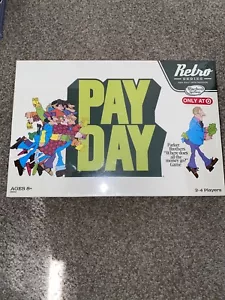 Retro
SERIES
ONLY AT
PAY
DAY
Parker
Brothers
"Where does
all the
money go?"
Game
AGES 8+
2-4 Players